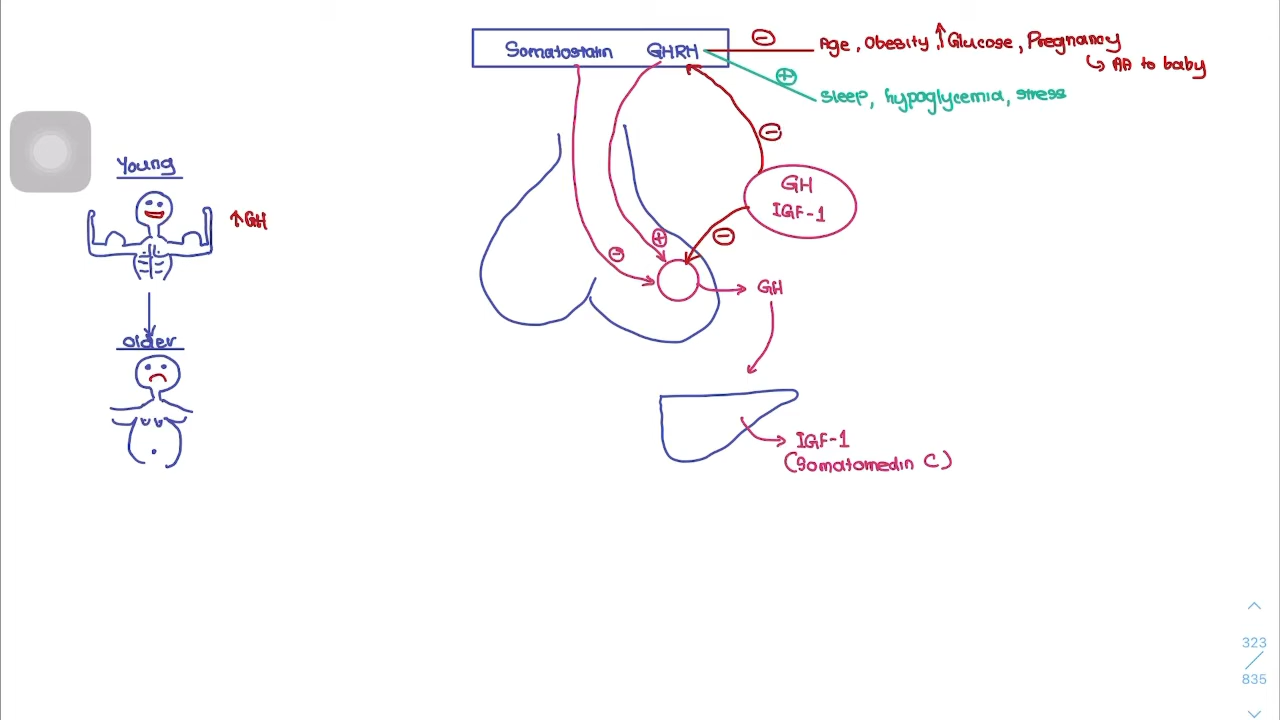 Somatostatin GHRH
⊖ Age, Obesity, ↑Glucose, Pregnancy
↳ AA to baby
⊕ Sleep, hypoglycemia, stress
⊖
Young
↑GH
GH
IGF-1
⊖
⊕
⊖
GH
Older
IGF-1
(Somatomedin C)
323
835